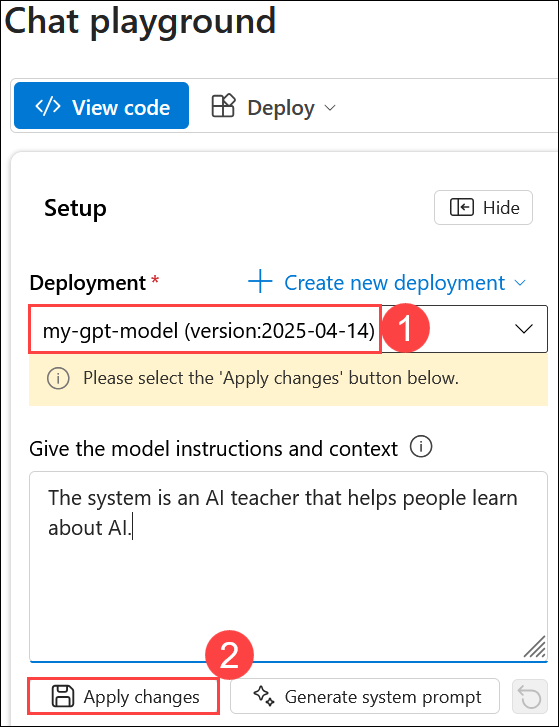 Chat playground
</> View code Deploy
Setup
Hide
Deployment * + Create new deployment
my-gpt-model (version:2025-04-14) 1
Please select the 'Apply changes' button below.
Give the model instructions and context
The system is an AI teacher that helps people learn
about AI.
2
Apply changes Generate system prompt